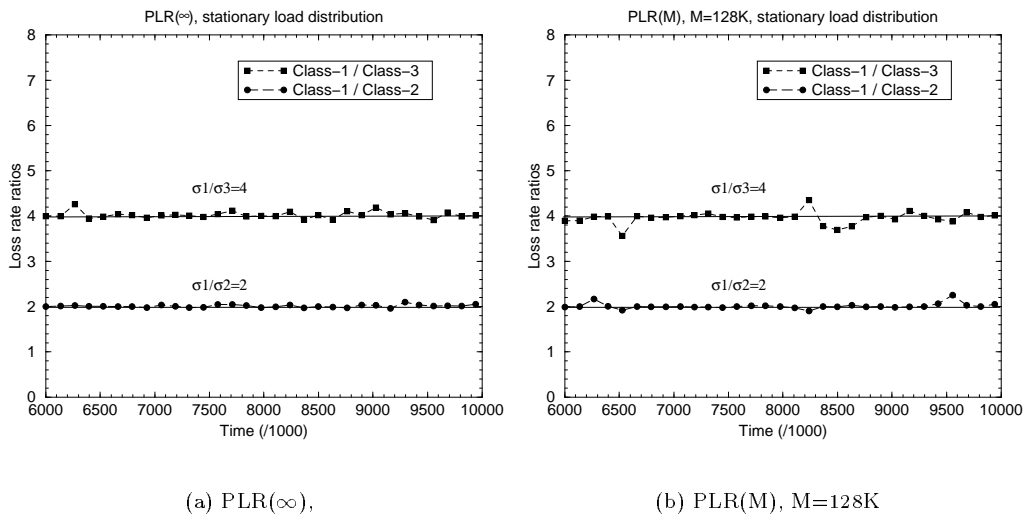 PLR(∞), stationary load distribution
8
7
6
5
4
3
2
1
0
Loss rate ratios
Class−1 / Class−3
Class−1 / Class−2
σ1/σ3=4
σ1/σ2=2
6000 6500 7000 7500 8000 8500 9000 9500 10000
Time (/1000)
(a) PLR(∞),
PLR(M), M=128K, stationary load distribution
8
7
6
5
4
3
2
1
0
Loss rate ratios
Class−1 / Class−3
Class−1 / Class−2
σ1/σ3=4
σ1/σ2=2
6000 6500 7000 7500 8000 8500 9000 9500 10000
Time (/1000)
(b) PLR(M), M=128K